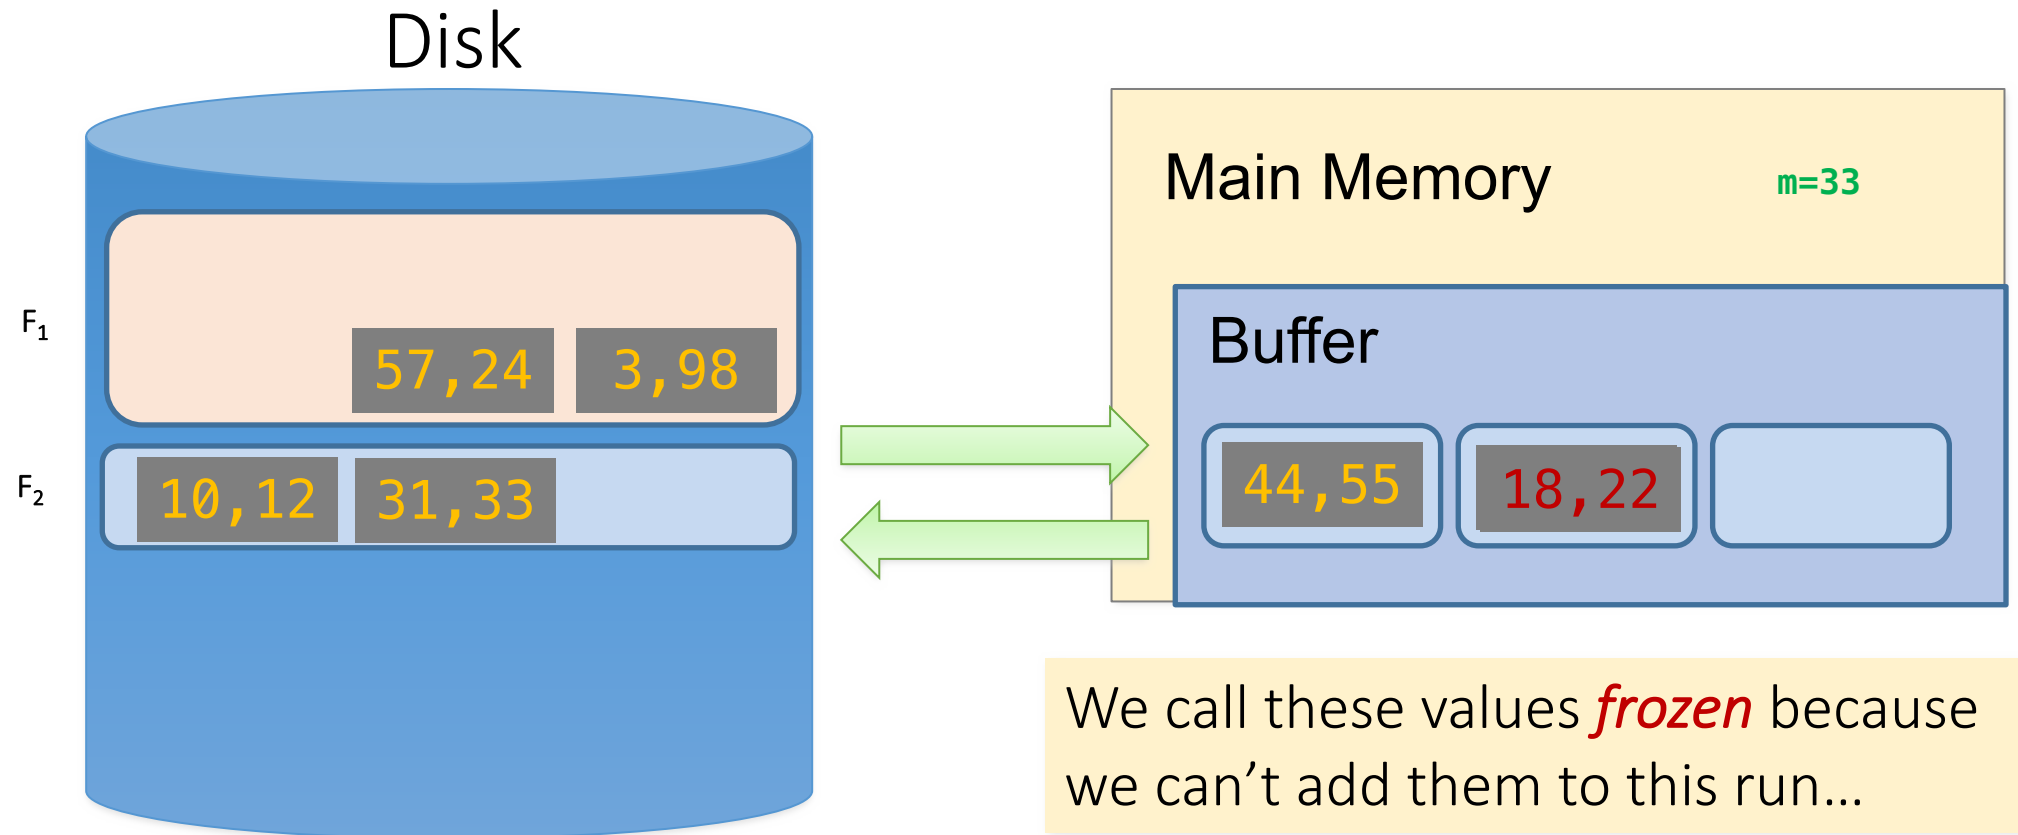 Disk
Main Memory
m=33
F1
57,24
3,98
Buffer
F2
10,12
31,33
44,55
18,22
We call these values frozen because
we can’t add them to this run…